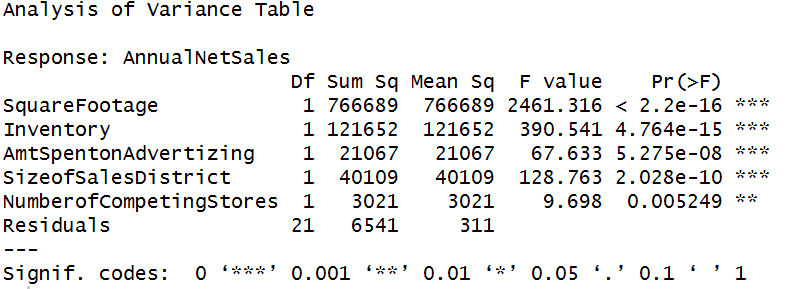 Analysis of Variance Table
Response: AnnualNetSales
Df Sum Sq Mean Sq F value Pr(>F)
SquareFootage 1 766689 766689 2461.316 < 2.2e-16 ***
Inventory 1 121652 121652 390.541 4.764e-15 ***
AmtSpentonAdvertizing 1 21067 21067 67.633 5.275e-08 ***
SizeofSalesDistrict 1 40109 40109 128.763 2.028e-10 ***
NumberofCompetingStores 1 3021 3021 9.698 0.005249 **
Residuals 21 6541 311
---
Signif. codes: 0 ‘***’ 0.001 ‘**’ 0.01 ‘*’ 0.05 ‘.’ 0.1 ‘ ’ 1